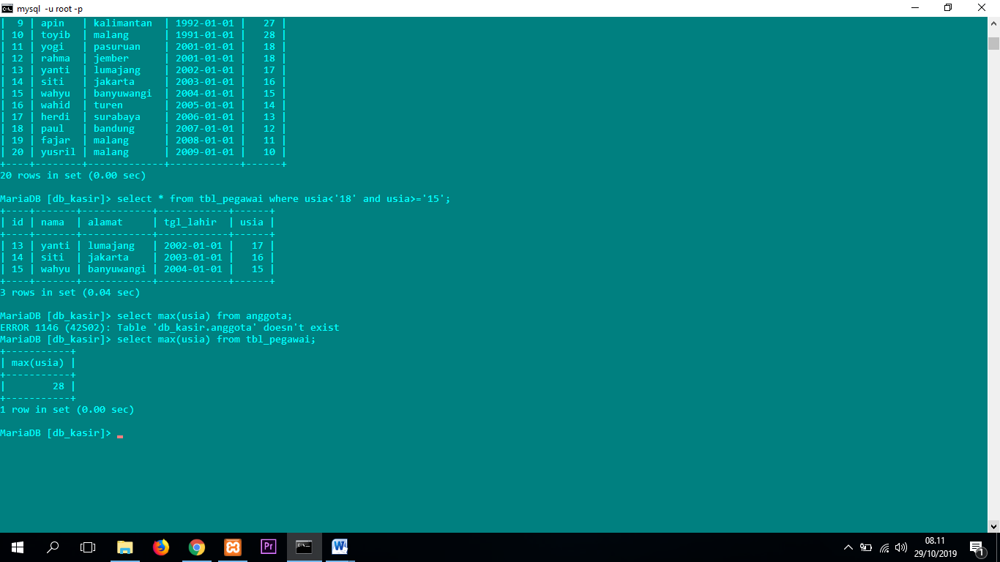 mysql  -u root -p
|  9 | apin   | kalimantan  | 1992-01-01 |   27 |
| 10 | toyib  | malang      | 1991-01-01 |   28 |
| 11 | yogi   | pasuruan    | 2001-01-01 |   18 |
| 12 | rahma  | jember      | 2001-01-01 |   18 |
| 13 | yanti  | lumajang    | 2002-01-01 |   17 |
| 14 | siti   | jakarta     | 2003-01-01 |   16 |
| 15 | wahyu  | banyuwangi  | 2004-01-01 |   15 |
| 16 | wahid  | turen       | 2005-01-01 |   14 |
| 17 | herdi  | surabaya    | 2006-01-01 |   13 |
| 18 | paul   | bandung     | 2007-01-01 |   12 |
| 19 | fajar  | malang      | 2008-01-01 |   11 |
| 20 | yusril | malang      | 2009-01-01 |   10 |
+----+--------+-------------+------------+------+
20 rows in set (0.00 sec)
MariaDB [db_kasir]> select * from tbl_pegawai where usia<'18' and usia>='15';
+----+-------+------------+------------+------+
| id | nama  | alamat     | tgl_lahir  | usia |
+----+-------+------------+------------+------+
| 13 | yanti | lumajang   | 2002-01-01 |   17 |
| 14 | siti  | jakarta    | 2003-01-01 |   16 |
| 15 | wahyu | banyuwangi | 2004-01-01 |   15 |
+----+-------+------------+------------+------+
3 rows in set (0.04 sec)
MariaDB [db_kasir]> select max(usia) from anggota;
ERROR 1146 (42S02): Table 'db_kasir.anggota' doesn't exist
MariaDB [db_kasir]> select max(usia) from tbl_pegawai;
+-----------+
| max(usia) |
+-----------+
|        28 |
+-----------+
1 row in set (0.00 sec)
MariaDB [db_kasir]>
Pr
08.11
29/10/2019
1